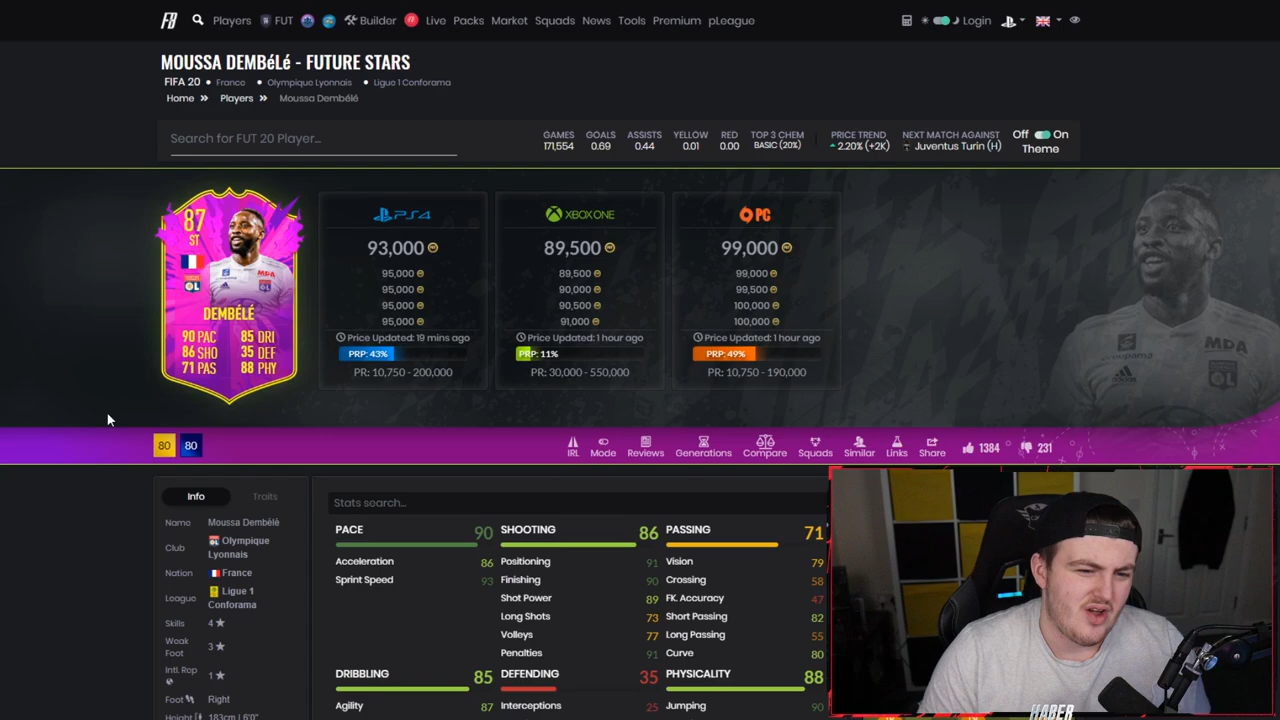 F8 Players FUT Builder Live Packs Market Squads News Tools Premium pLeague Login
MOUSSA DEMBéLé - FUTURE STARS
FIFA 20 • France • Olympique Lyonnais • Ligue 1 Conforama
Home » Players » Moussa Dembélé
Search for FUT 20 Player...
GAMES GOALS ASSISTS YELLOW RED TOP 3 CHEM PRICE TREND NEXT MATCH AGAINST Off On
171,554 0.69 0.44 0.01 0.00 BASIC (20%) 2.20% (+2K) Juventus Turin (H) Theme
87
ST
DEMBÉLÉ
90 PAC 85 DRI
86 SHO 35 DEF
71 PAS 88 PHY
MDA
PS4
93,000
95,000
95,000
95,000
95,000
Price Updated: 19 mins ago
PRP: 43%
PR: 10,750 - 200,000
XBOX ONE
89,500
89,500
90,000
90,500
91,000
Price Updated: 1 hour ago
PRP: 11%
PR: 30,000 - 550,000
PC
99,000
99,000
99,500
100,000
100,000
Price Updated: 1 hour ago
PRP: 49%
PR: 10,750 - 190,000
Groupama
MDA
80 80
IRL Mode Reviews Generations Compare Squads Similar Links Share 1384 231
Info Traits
Name Moussa Dembélé
Club Olympique
Lyonnais
Nation France
League Ligue 1
Conforama
Skills 4★
Weak
Foot 3★
Intl. Rep 1★
Foot Right
Height 183cm | 6'0"
Stats search...
PACE 90
Acceleration 86
Sprint Speed 93
SHOOTING 86
Positioning 91
Finishing 90
Shot Power 89
Long Shots 73
Volleys 77
Penalties 91
PASSING 71
Vision 79
Crossing 58
FK. Accuracy 47
Short Passing 82
Long Passing 55
Curve 80
DRIBBLING 85
Agility 87
DEFENDING 35
Interceptions 25
PHYSICALITY 88
Jumping 90
HABER